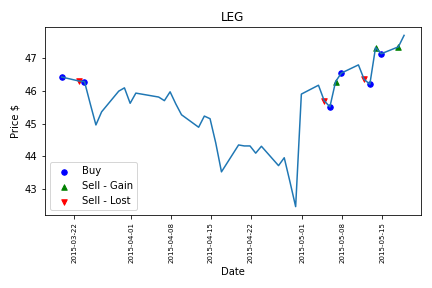 LEG
Price $
47
46
45
44
43
Buy
Sell - Gain
Sell - Lost
2015-03-22
2015-04-01
2015-04-08
2015-04-15
2015-04-22
2015-05-01
2015-05-08
2015-05-15
Date